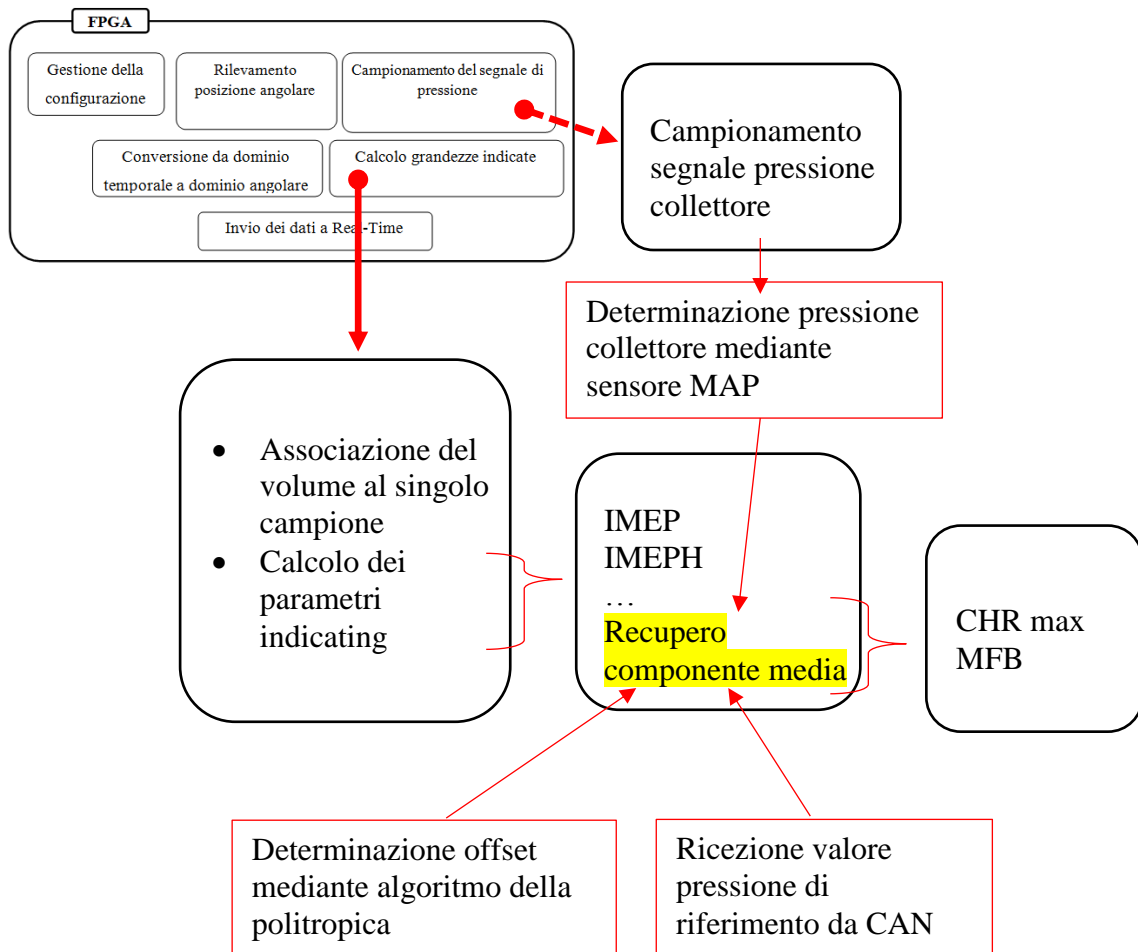 FPGA
Gestione della
configurazione
Rilevamento
posizione angolare
Campionamento del segnale di
pressione
Conversione da dominio
temporale a dominio angolare
Calcolo grandezze indicate
Invio dei dati a Real-Time
Campionamento
segnale pressione
collettore
Determinazione pressione
collettore mediante
sensore MAP
• Associazione del
volume al singolo
campione
• Calcolo dei
parametri
indicating
IMEP
IMEPH
…
Recupero
componente media
CHR max
MFB
Determinazione offset
mediante algoritmo della
politropica
Ricezione valore
pressione di
riferimento da CAN